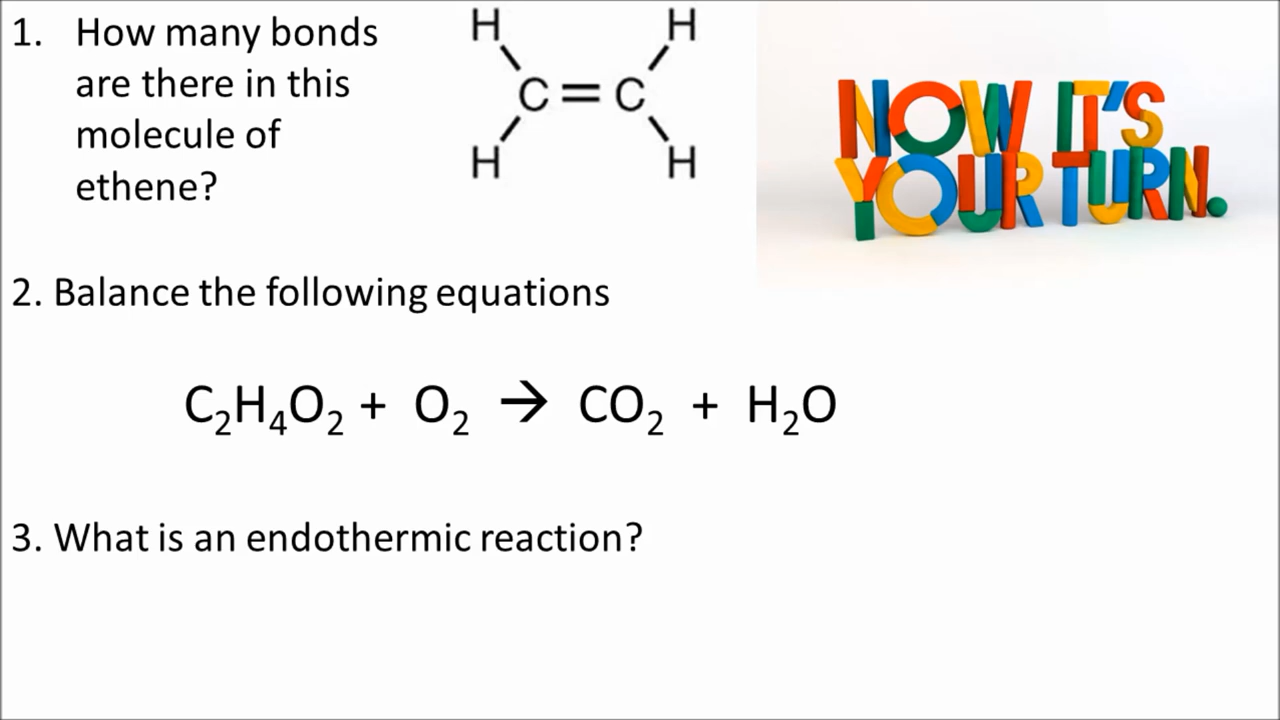 1. How many bonds
are there in this
molecule of
ethene?
H H
C = C
H H
NOW IT'S
YOUR TURN.
2. Balance the following equations
C₂H₄O₂ + O₂ → CO₂ + H₂O
3. What is an endothermic reaction?